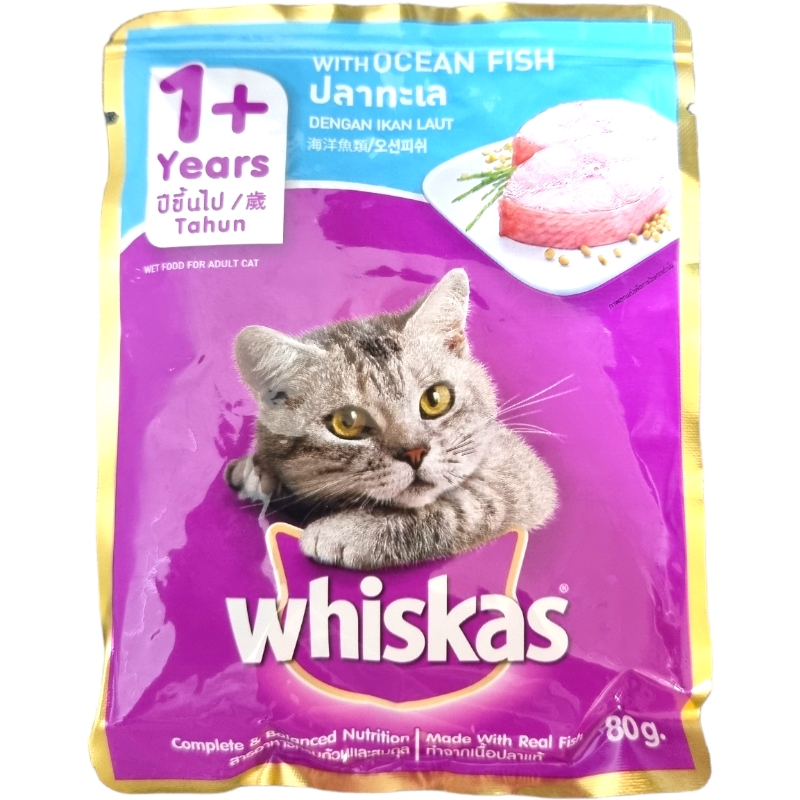 1+
Years
ปีขึ้นไป / 歲
Tahun
WET FOOD FOR ADULT CAT
WITH OCEAN FISH
ปลาทะเล
DENGAN IKAN LAUT
海洋魚類/오션피쉬
whiskas®
Complete & Balanced Nutrition
Made With Real Fish
ทำจากเนื้อปลาแท้
80g.